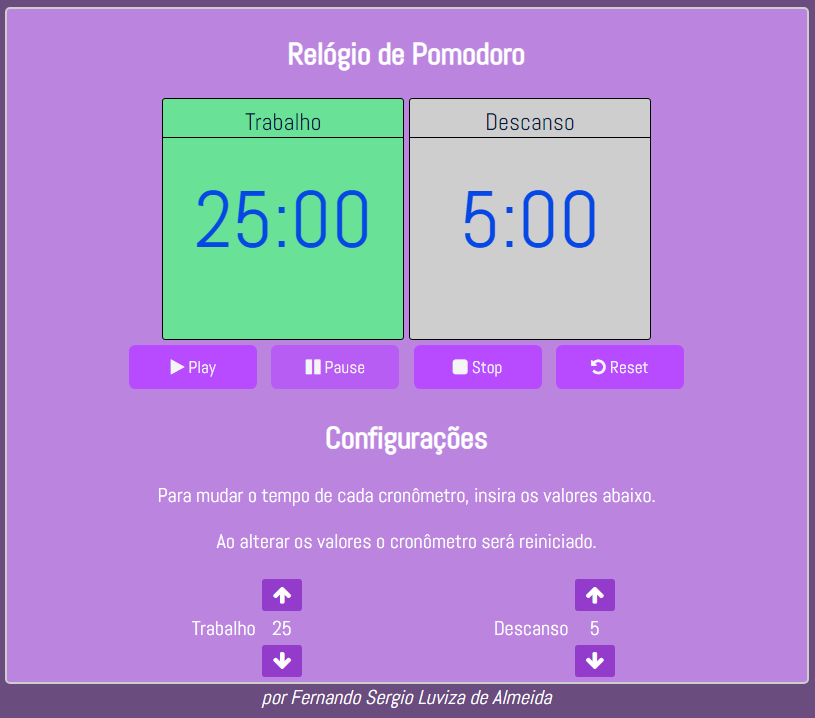 Relógio de Pomodoro
Trabalho Descanso
25:00 5:00
Play Pause Stop Reset
Configurações
Para mudar o tempo de cada cronômetro, insira os valores abaixo.
Ao alterar os valores o cronômetro será reiniciado.
Trabalho 25 Descanso 5
por Fernando Sergio Luviza de Almeida